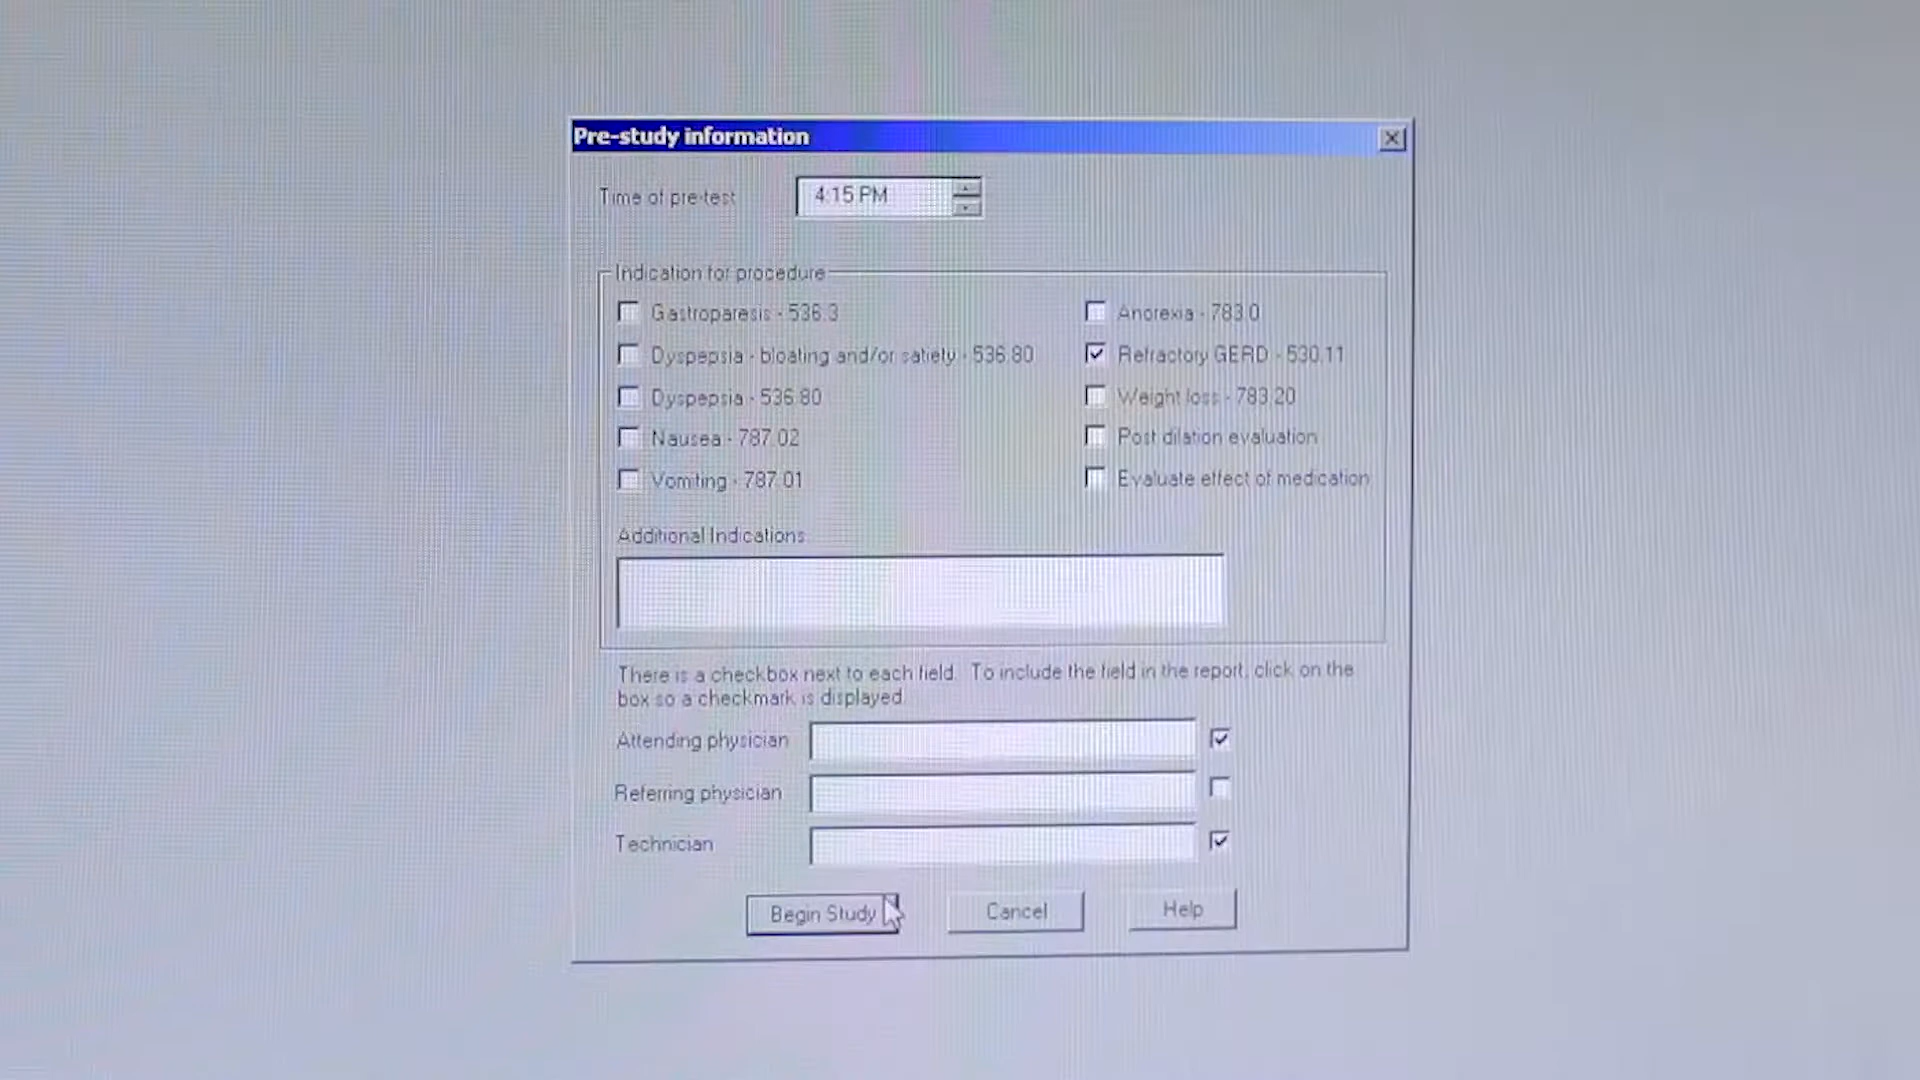 Pre-study information
Time of pre-test
4:15 PM
Indication for procedure
Gastroparesis - 536.3
Anorexia - 783.0
Dyspepsia - bloating and/or satiety - 536.80
Refractory GERD - 530.11
Dyspepsia - 536.80
Weight loss - 783.20
Nausea - 787.02
Post dilation evaluation
Vomiting - 787.01
Evaluate effect of medication
Additional Indications
There is a checkbox next to each field. To include the field in the report, click on the
box so a checkmark is displayed.
Attending physician
Referring physician
Technician
Begin Study
Cancel
Help